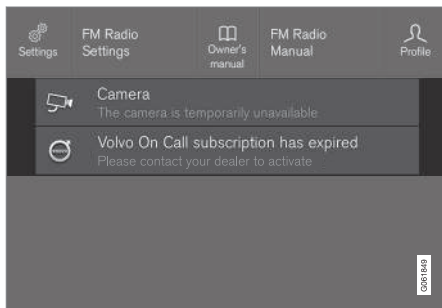 Settings
FM Radio
Settings
Owner's
manual
FM Radio
Manual
Profile
Camera
The camera is temporarily unavailable
Volvo On Call subscription has expired
Please contact your dealer to activate
G061849